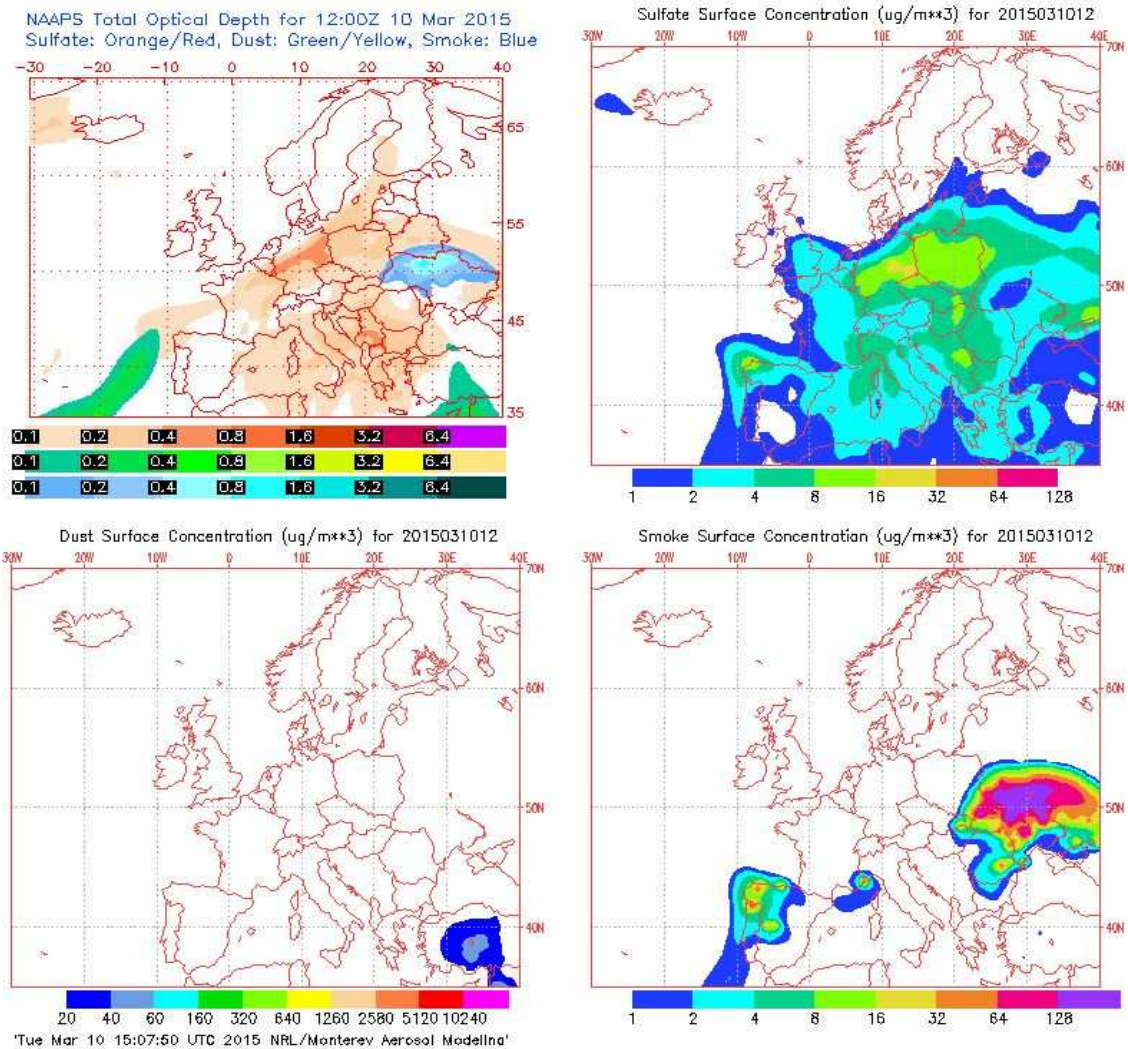 NAAPS Total Optical Depth for 12:00Z 10 Mar 2015
Sulfate: Orange/Red, Dust: Green/Yellow, Smoke: Blue
-30 -20 -10 0 10 20 30 40
65
55
45
35
0.1 0.2 0.4 0.8 1.6 3.2 6.4
0.1 0.2 0.4 0.8 1.6 3.2 6.4
0.1 0.2 0.4 0.8 1.6 3.2 6.4
Sulfate Surface Concentration (ug/m**3) for 2015031012
30W 20W 10W 0 10E 20E 30E 40E
70N
60N
50N
40N
1 2 4 8 16 32 64 128
Dust Surface Concentration (ug/m**3) for 2015031012
30W 20W 10W 0 10E 20E 30E 40E
70N
60N
50N
40N
20 40 60 160 320 640 1260 2580 5120 10240
'Tue Mar 10 15:07:50 UTC 2015 NRL/Monterey Aerosol Modeling'
Smoke Surface Concentration (ug/m**3) for 2015031012
30W 20W 10W 0 10E 20E 30E 40E
70N
60N
50N
40N
1 2 4 8 16 32 64 128